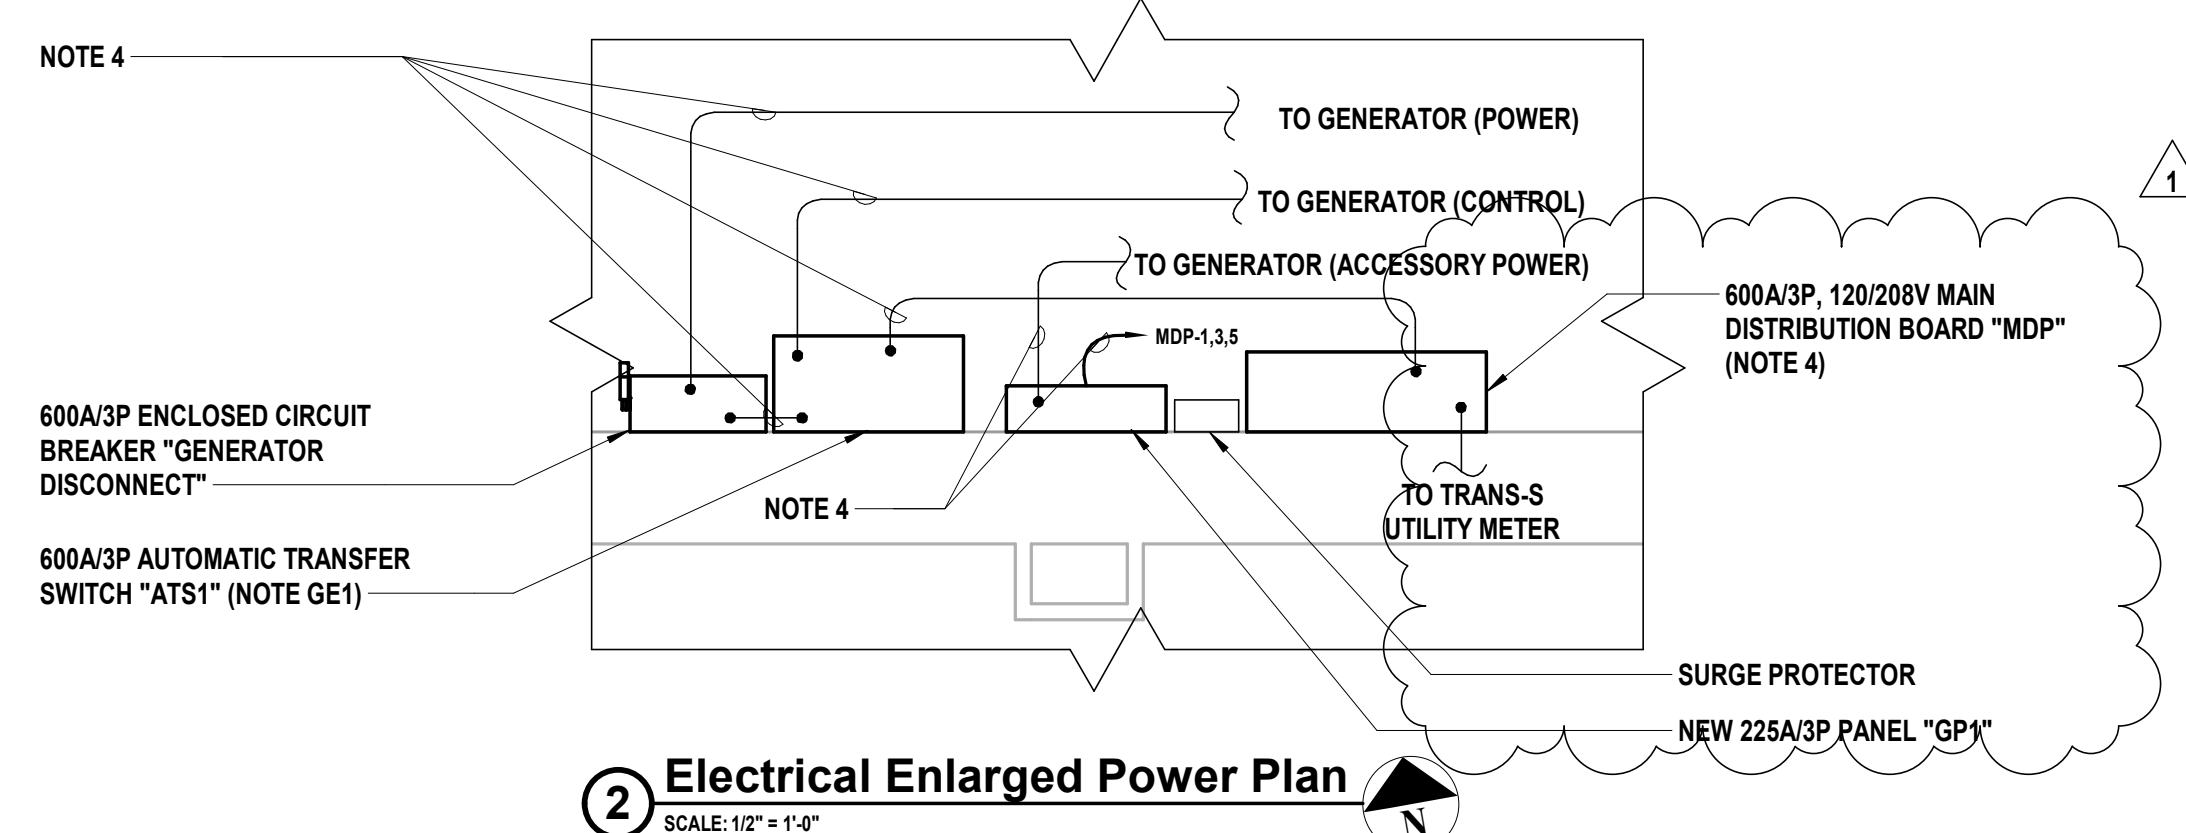 NOTE 4
TO GENERATOR (POWER)
1
TO GENERATOR (CONTROL)
TO GENERATOR (ACCESSORY POWER)
600A/3P, 120/208V MAIN
DISTRIBUTION BOARD "MDP"
(NOTE 4)
MDP-1,3,5
600A/3P ENCLOSED CIRCUIT
BREAKER "GENERATOR
DISCONNECT"
NOTE 4
TO TRANS-S
UTILITY METER
600A/3P AUTOMATIC TRANSFER
SWITCH "ATS1" (NOTE GE1)
SURGE PROTECTOR
NEW 225A/3P PANEL "GP1"
2
Electrical Enlarged Power Plan
SCALE: 1/2" = 1'-0"
N